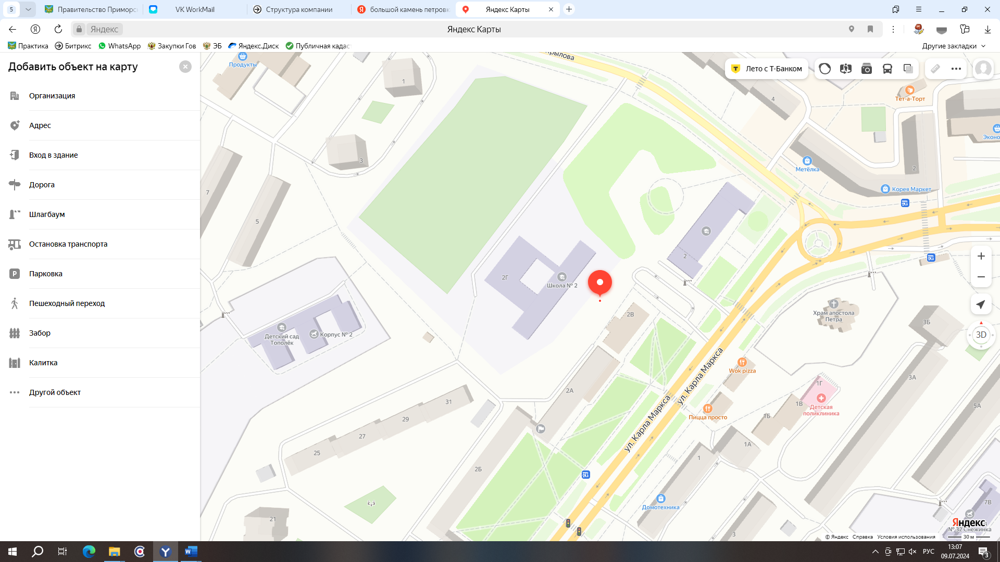 5
Правительство Приморс
VK WorkMail
Структура компании
большой камень петровк
Яндекс Карты
Яндекс
Яндекс Карты
Практика
Битрикс
WhatsApp
Закупки Гов
ЭБ
Яндекс.Диск
Публичная кадас
Другие закладки
Добавить объект на карту
Организация
Адрес
Вход в здание
Дорога
Шлагбаум
Остановка транспорта
Парковка
Пешеходный переход
Забор
Калитка
Другой объект
Продукты
Крылова
Лето с Т-Банком
1
4
Тет-а-Торт
Эконо
3
Метёлка
2
Корея Маркет
7
5
2
2Г
Школа № 2
2В
Храм апостола
Петра
3Б
3D
Детский сад
Тополёк
Корпус № 2
ул. Карла Маркса
ул. Карла Маркса
Wok pizza
3А
1Г
2А
31
29
27
25
Пицца просто
1В
Детская
поликлиника
1Б
5А
1А
1
2Б
21
Домотехника
3
7В
Яндекс
№ 32 Снежинка
© Яндекс Справка Условия использования 30 м
РУС
13:07
09.07.2024
3